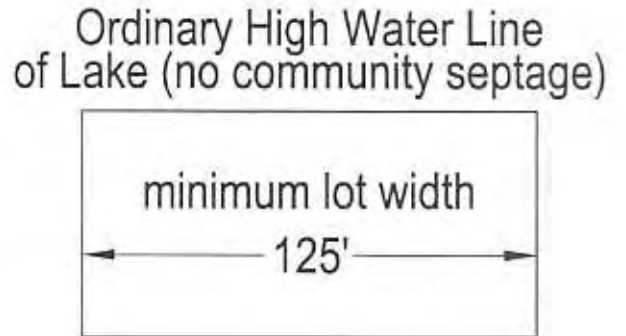 Ordinary High Water Line
of Lake (no community septage)
minimum lot width
125'